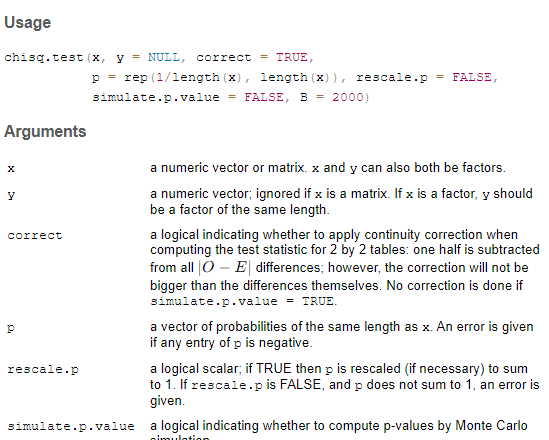 Usage
chisq.test(x, y = NULL, correct = TRUE,
p = rep(1/length(x), length(x)), rescale.p = FALSE,
simulate.p.value = FALSE, B = 2000)
Arguments
x a numeric vector or matrix. x and y can also both be factors.
y a numeric vector; ignored if x is a matrix. If x is a factor, y should
be a factor of the same length.
correct a logical indicating whether to apply continuity correction when
computing the test statistic for 2 by 2 tables: one half is subtracted
from all |O − E| differences; however, the correction will not be
bigger than the differences themselves. No correction is done if
simulate.p.value = TRUE.
p a vector of probabilities of the same length as x. An error is given
if any entry of p is negative.
rescale.p a logical scalar; if TRUE then p is rescaled (if necessary) to sum
to 1. If rescale.p is FALSE, and p does not sum to 1, an error is
given.
simulate.p.value a logical indicating whether to compute p-values by Monte Carlo